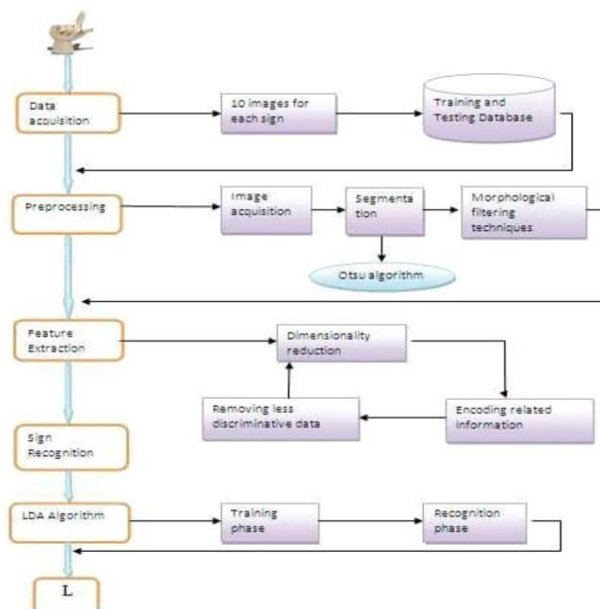 Data
acquisition
10 images for
each sign
Training and
Testing Database
Preprocessing
Image
acquisition
Segmenta
tion
Morphological
filtering
techniques
Otsu algorithm
Feature
Extraction
Dimensionality
reduction
Removing less
discriminative data
Encoding related
information
Sign
Recognition
LDA Algorithm
Training
phase
Recognition
phase
L